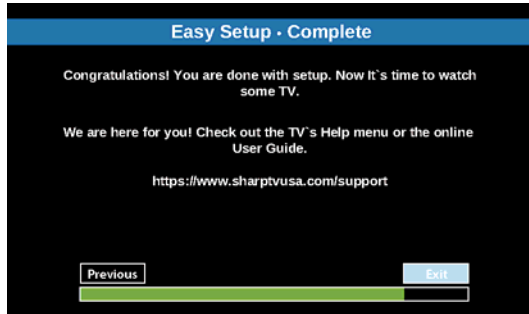 Easy Setup • Complete
Congratulations! You are done with setup. Now It`s time to watch
some TV.
We are here for you! Check out the TV`s Help menu or the online
User Guide.
https://www.sharptvusa.com/support
Previous
Exit